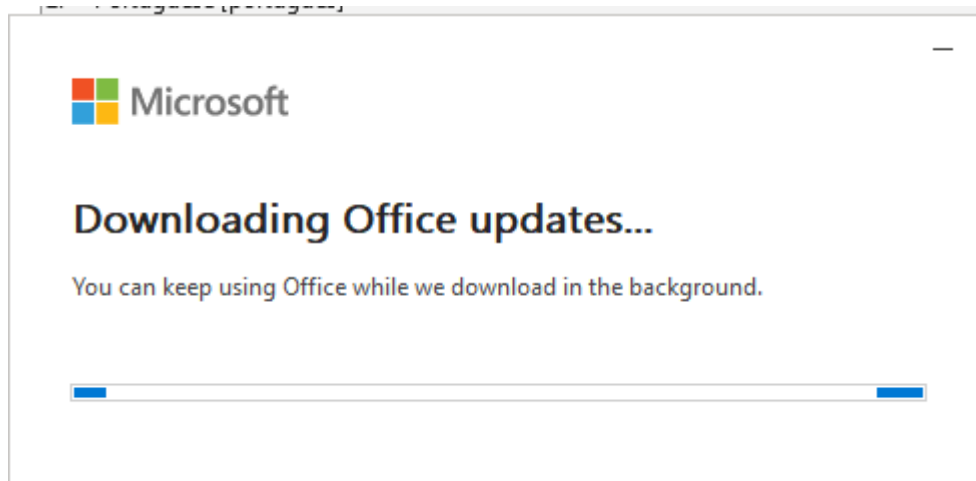 Microsoft
Downloading Office updates...
You can keep using Office while we download in the background.